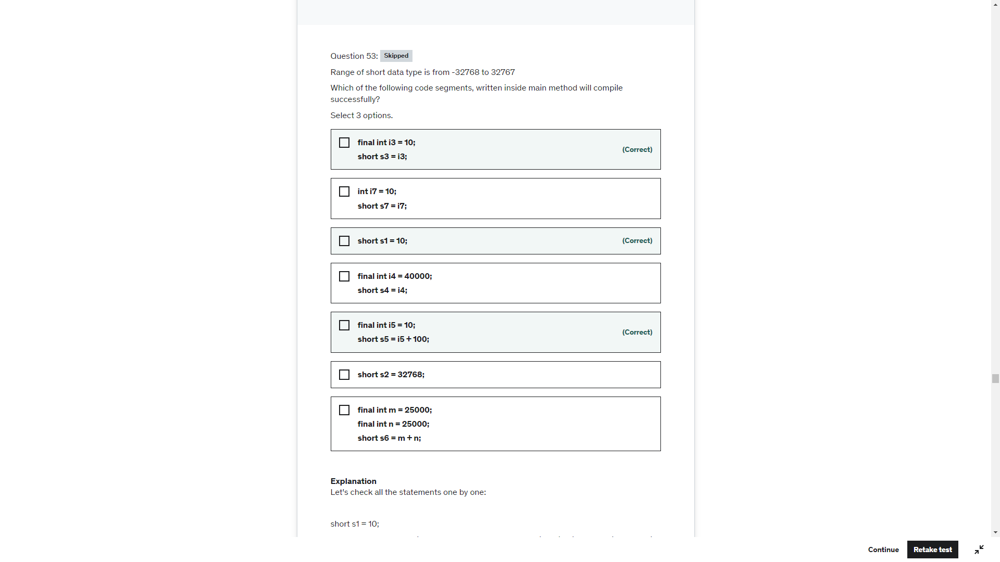 Question 53: Skipped
Range of short data type is from -32768 to 32767
Which of the following code segments, written inside main method will compile
successfully?
Select 3 options.
final int i3 = 10;
short s3 = i3;
(Correct)
int i7 = 10;
short s7 = i7;
short s1 = 10;
(Correct)
final int i4 = 40000;
short s4 = i4;
final int i5 = 10;
short s5 = i5 + 100;
(Correct)
short s2 = 32768;
final int m = 25000;
final int n = 25000;
short s6 = m + n;
Explanation
Let's check all the statements one by one:
short s1 = 10;
Continue
Retake test